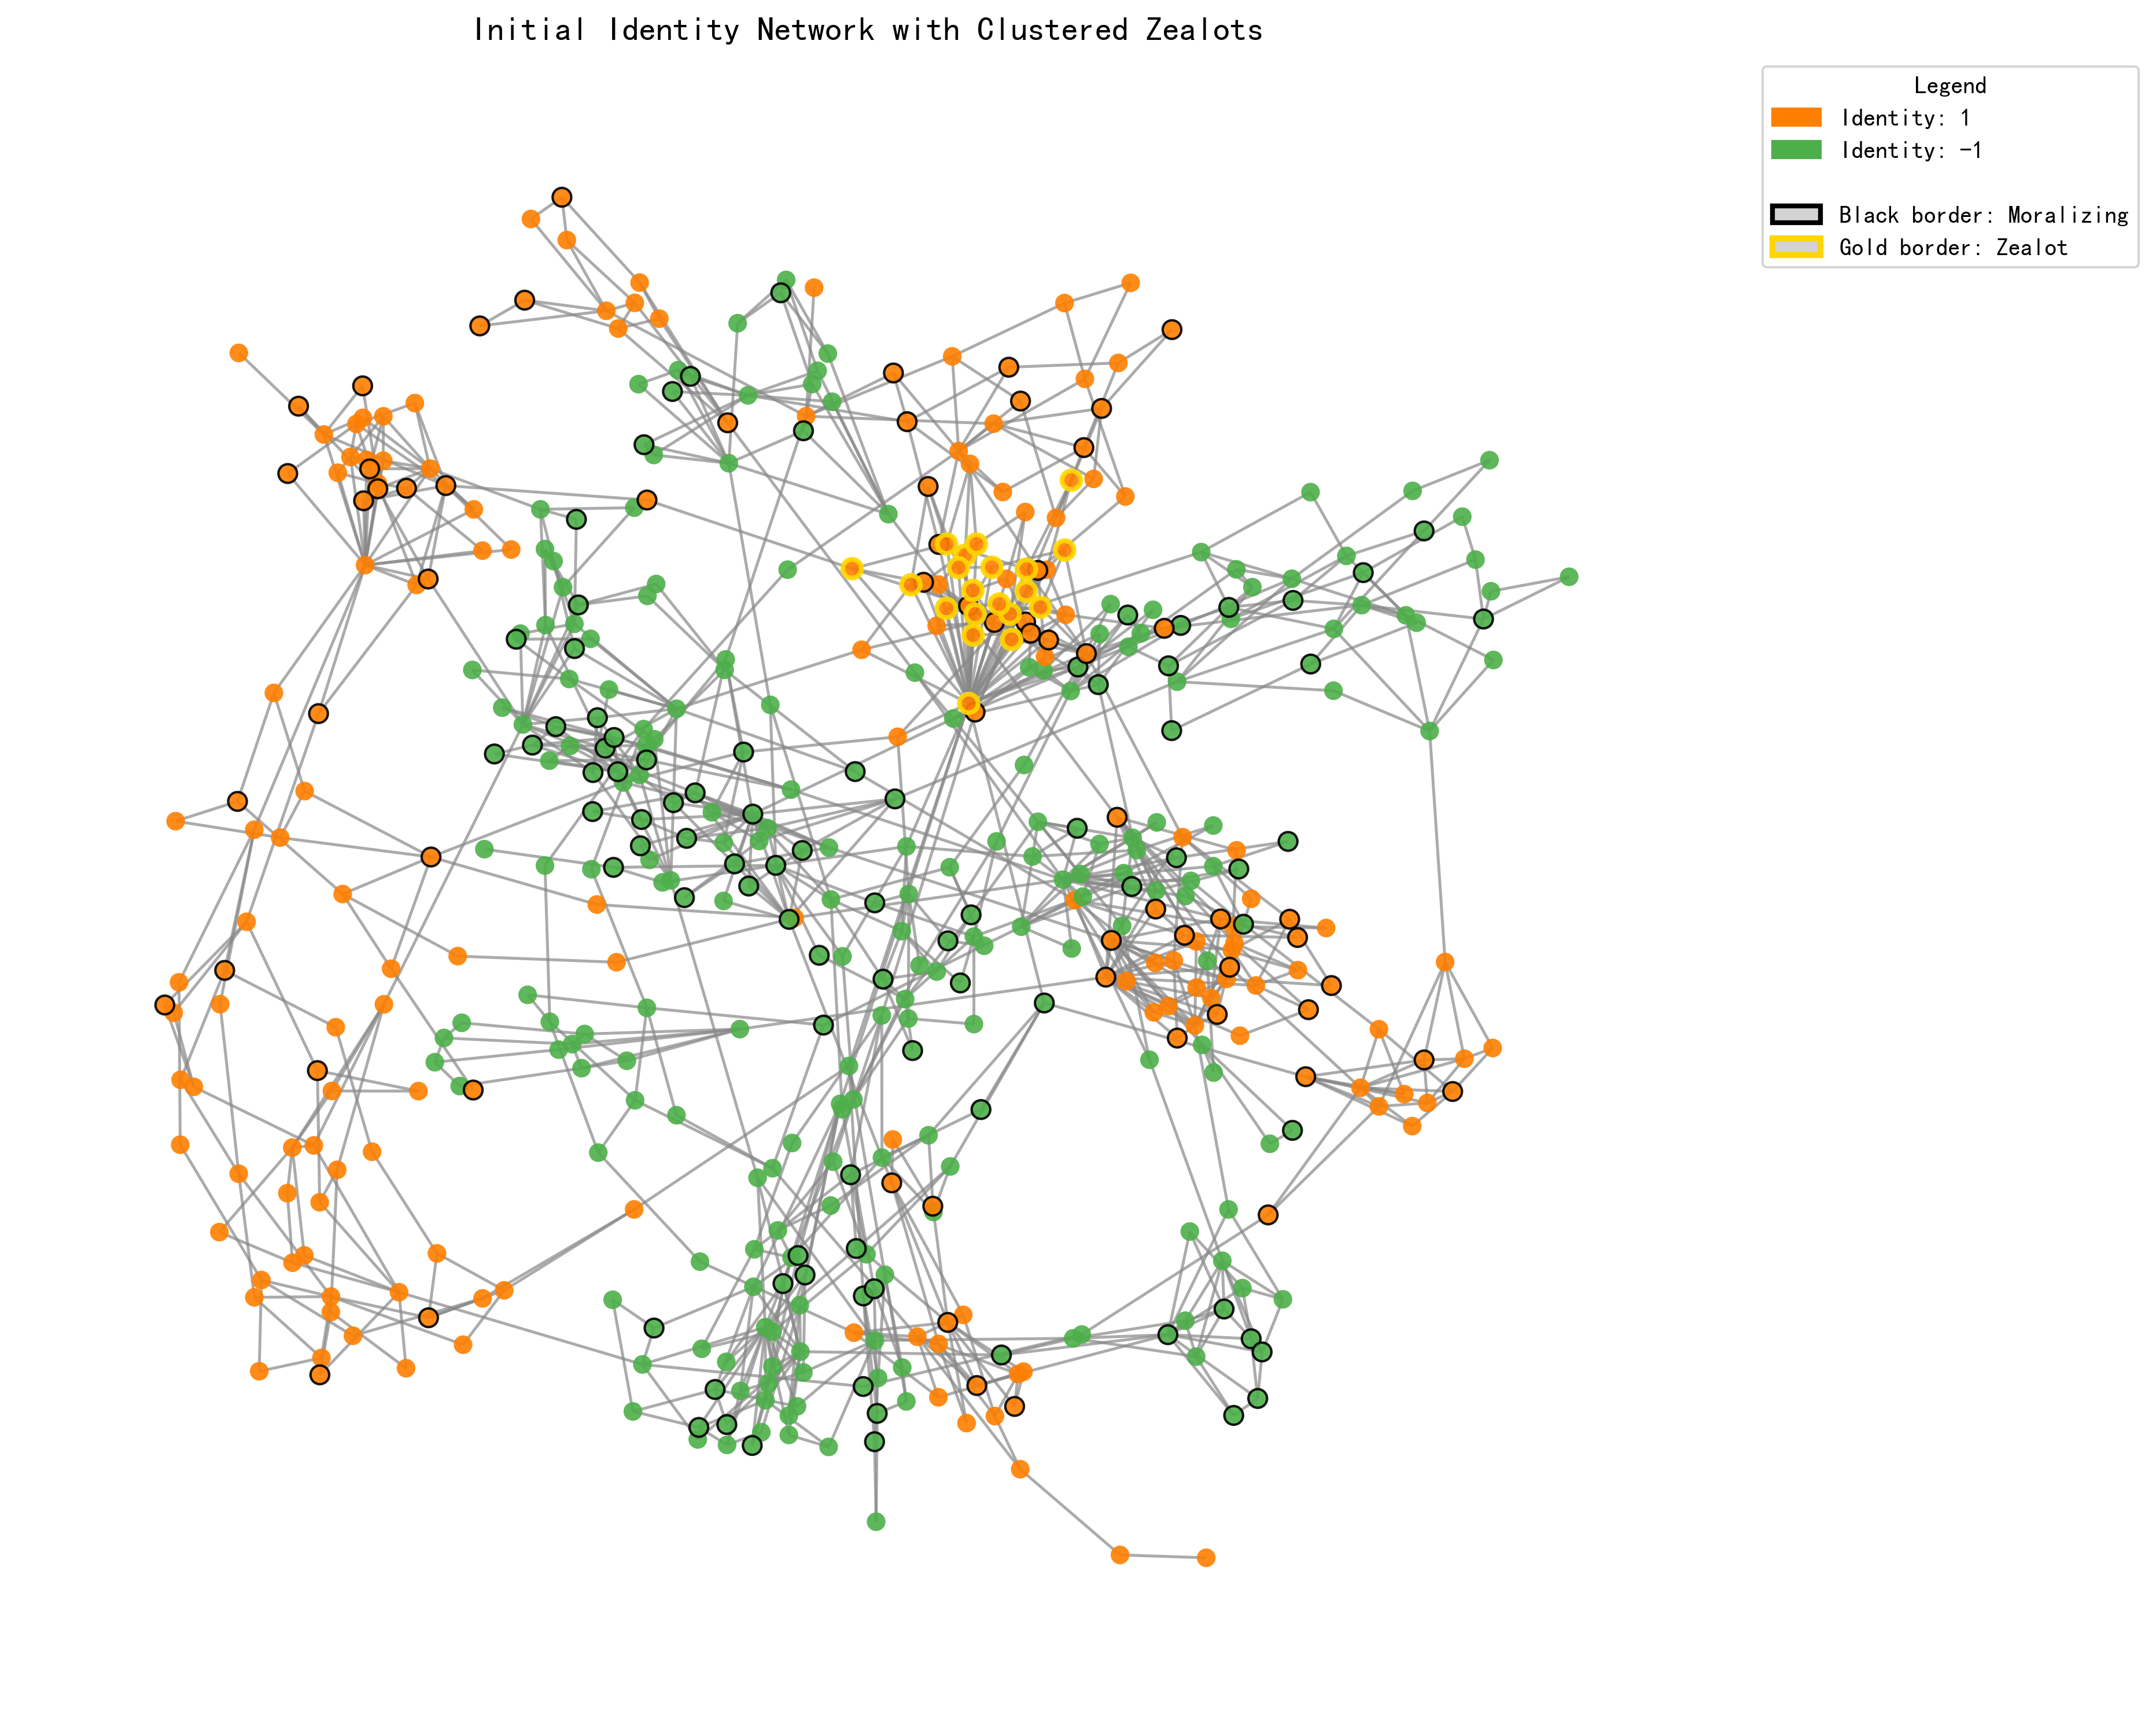 Initial Identity Network with Clustered Zealots
Legend
Identity: 1
Identity: -1
Black border: Moralizing
Gold border: Zealot